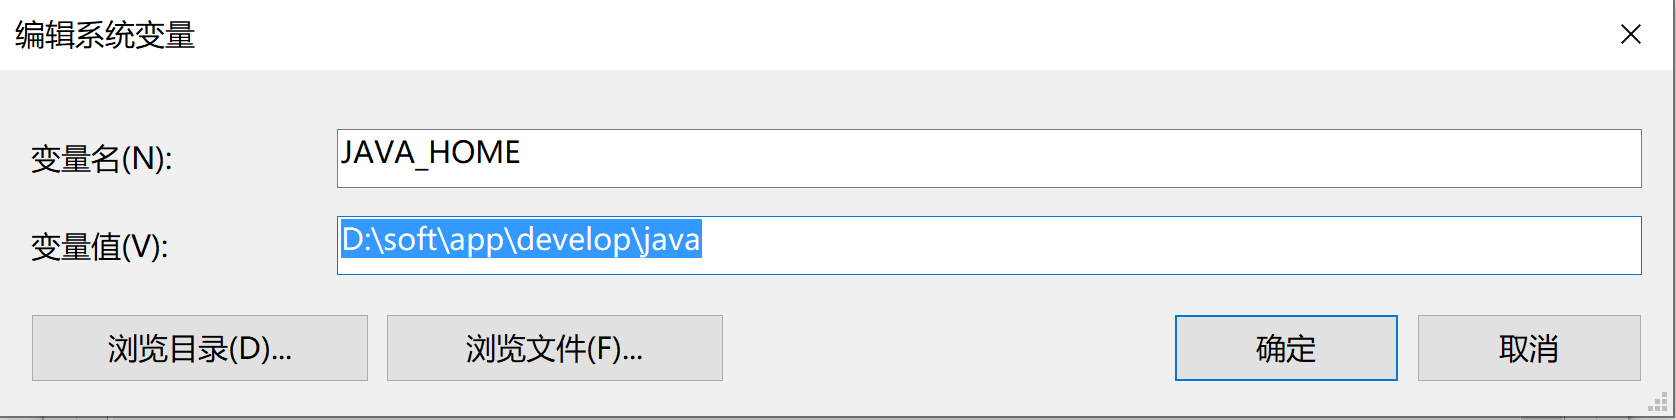 编辑系统变量
变量名(N):
JAVA_HOME
变量值(V):
D:\soft\app\develop\java
浏览目录(D)...
浏览文件(F)...
确定
取消